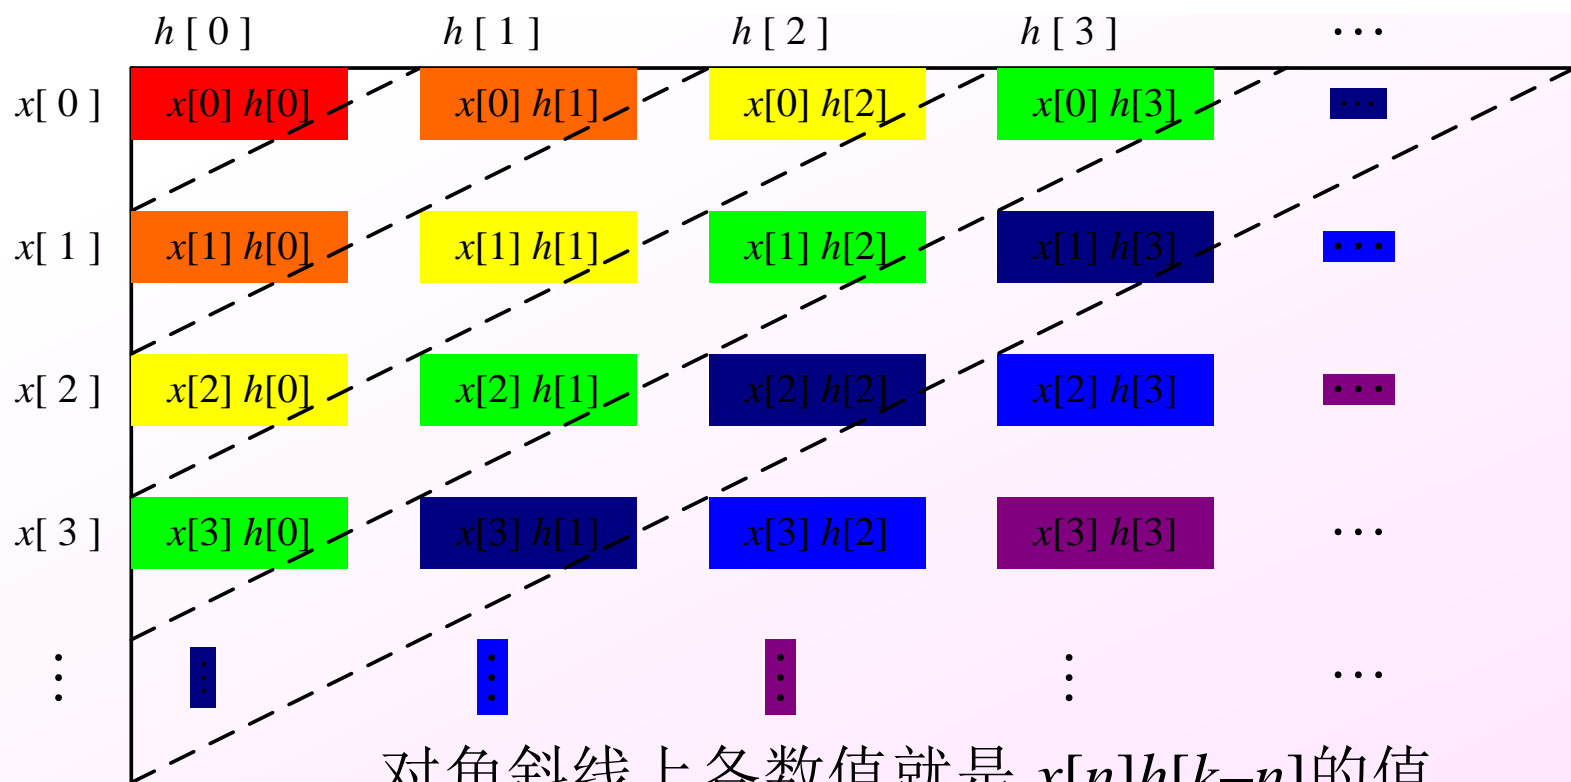 h [ 0 ] h [ 1 ] h [ 2 ] h [ 3 ] ···
x[ 0 ] x[0] h[0] x[0] h[1] x[0] h[2] x[0] h[3] ···
x[ 1 ] x[1] h[0] x[1] h[1] x[1] h[2] x[1] h[3] ···
x[ 2 ] x[2] h[0] x[2] h[1] x[2] h[2] x[2] h[3] ···
x[ 3 ] x[3] h[0] x[3] h[1] x[3] h[2] x[3] h[3] ···
⋮ ⋮ ⋮ ⋮ ⋮ ···
对角斜线上各数值就是 x[n]h[k–n]的值